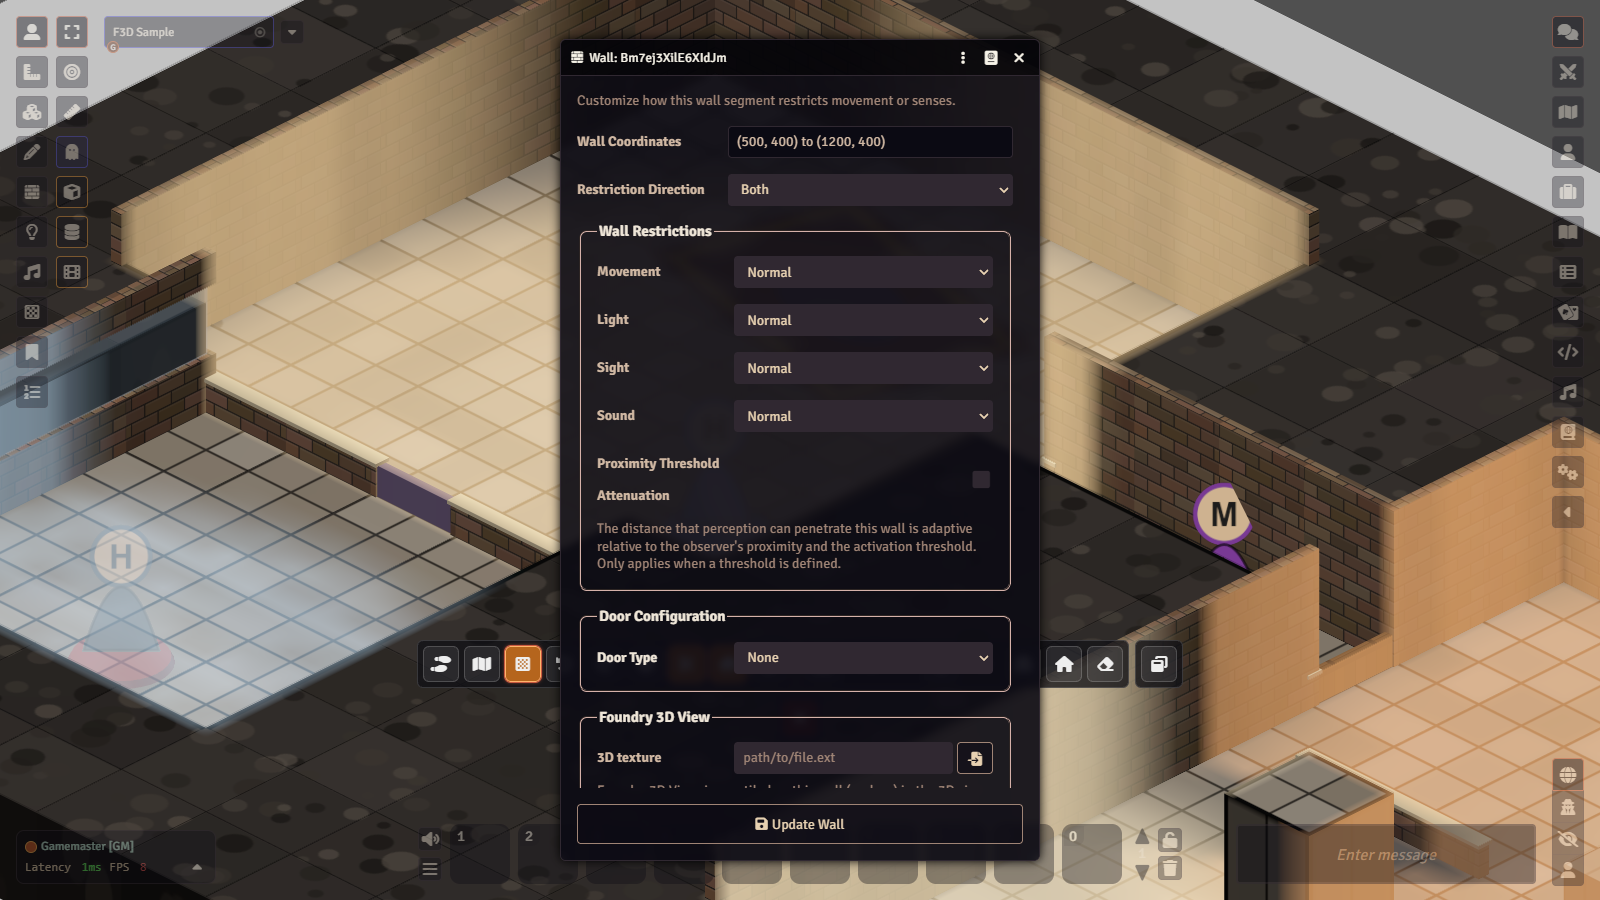 F3D Sample
G
Wall: Bm7ej3XilE6XIdJm
Customize how this wall segment restricts movement or senses.
Wall Coordinates
(500, 400) to (1200, 400)
Restriction Direction
Both
Wall Restrictions
Movement
Normal
Light
Normal
Sight
Normal
Sound
Normal
Proximity Threshold
Attenuation
The distance that perception can penetrate this wall is adaptive
relative to the observer's proximity and the activation threshold.
Only applies when a threshold is defined.
Door Configuration
Door Type
None
Foundry 3D View
3D texture
path/to/file.ext
Update Wall
H
M
Gamemaster [GM]
Latency 1ms FPS 8
1
2
0
Enter message